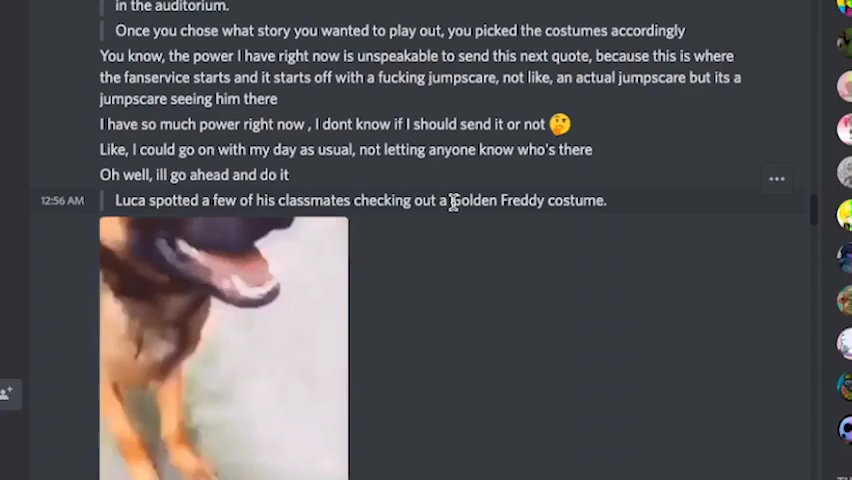 in the auditorium.
Once you chose what story you wanted to play out, you picked the costumes accordingly
You know, the power I have right now is unspeakable to send this next quote, because this is where
the fanservice starts and it starts off with a fucking jumpscare, not like, an actual jumpscare but its a
jumpscare seeing him there
I have so much power right now , I dont know if I should send it or not 🤔
Like, I could go on with my day as usual, not letting anyone know who's there
Oh well, ill go ahead and do it
12:56 AM Luca spotted a few of his classmates checking out a Golden Freddy costume.